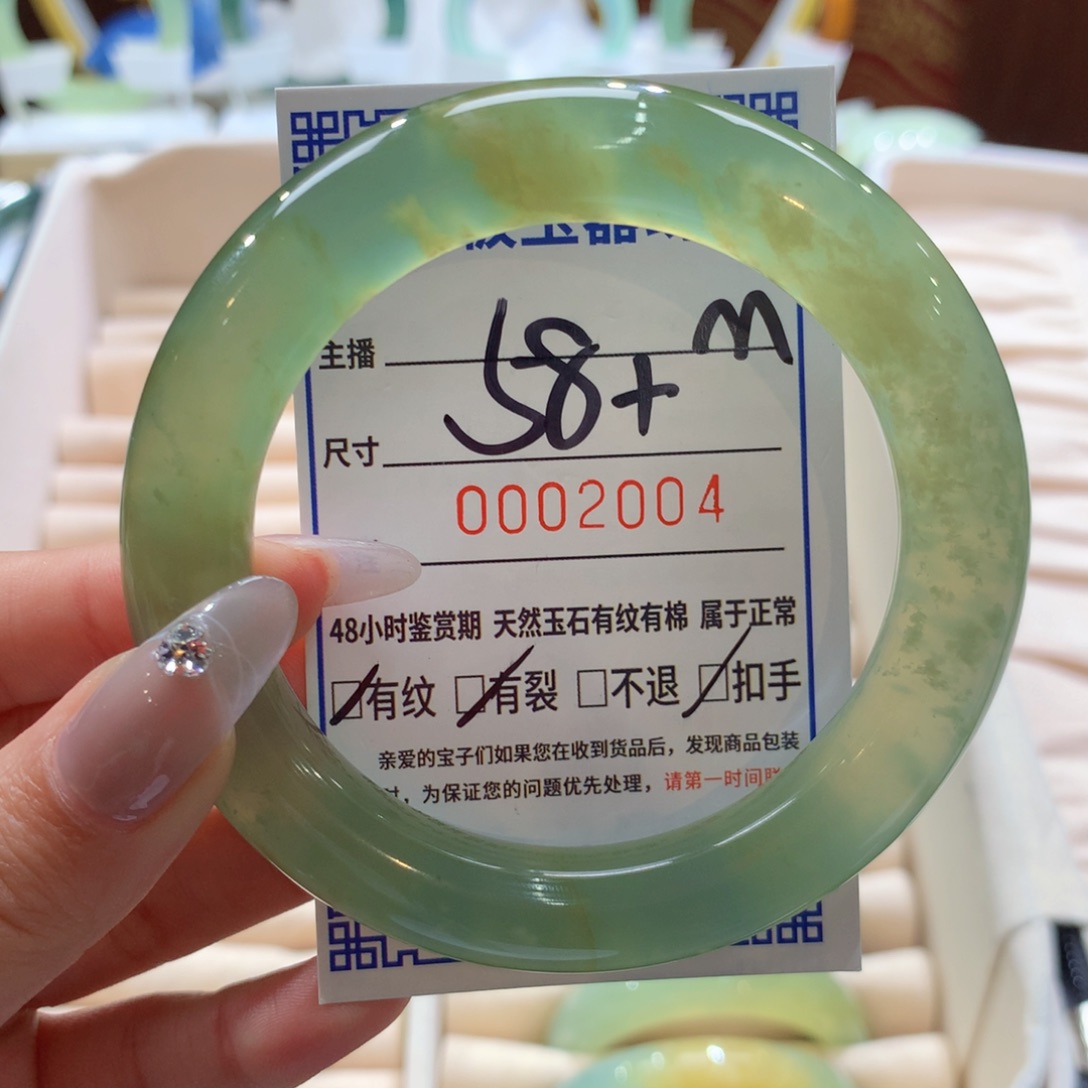 主播 M
尺寸 58+
0002004
48小时鉴赏期 天然玉石有纹有棉 属于正常
☑有纹 ☑有裂 □不退 ☑扣手
亲爱的宝子们如果您在收到货品后，发现商品包装
，为保证您的问题优先处理，请第一时间联